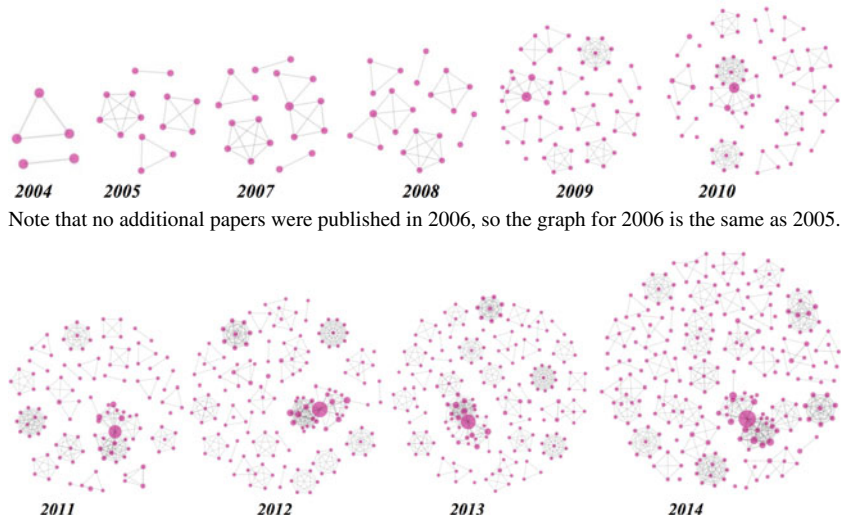 2004 2005 2007 2008 2009 2010
Note that no additional papers were published in 2006, so the graph for 2006 is the same as 2005.
2011 2012 2013 2014